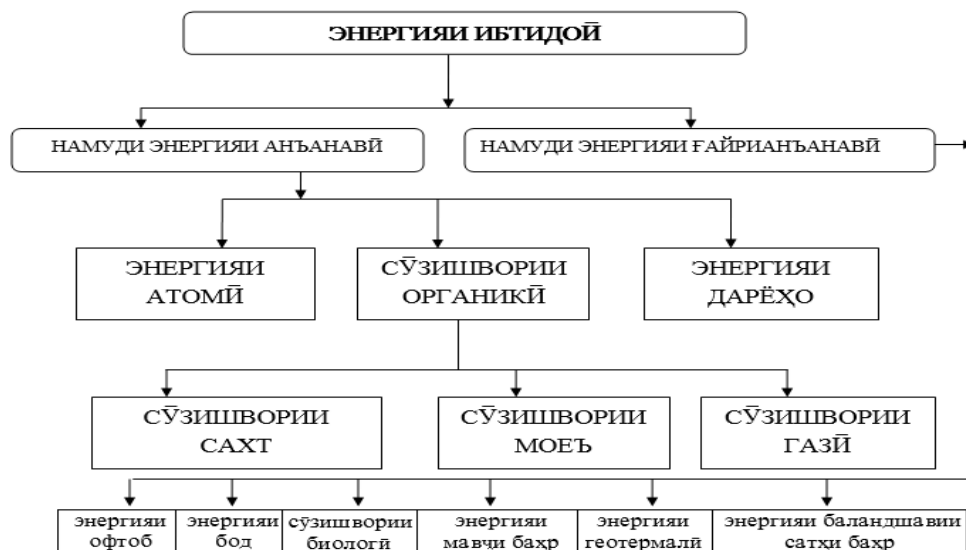 ЭНЕРГИЯИ ИБТИДОӢ
НАМУДИ ЭНЕРГИЯИ АНЪАНАВӢ
НАМУДИ ЭНЕРГИЯИ ҒАЙРИАНЪАНАВӢ
ЭНЕРГИЯИ
АТОМӢ
СӮЗИШВОРИИ
ОРГАНИКӢ
ЭНЕРГИЯИ
ДАРЁҲО
СӮЗИШВОРИИ
САХТ
СӮЗИШВОРИИ
МОЕЪ
СӮЗИШВОРИИ
ГАЗӢ
энергияи
офтоб
энергияи
бод
сӯзишвори
биологӣ
энергияи
мавҷи баҳр
энергияи
геотермалӣ
энергияи баландшавии
сатҳи баҳр